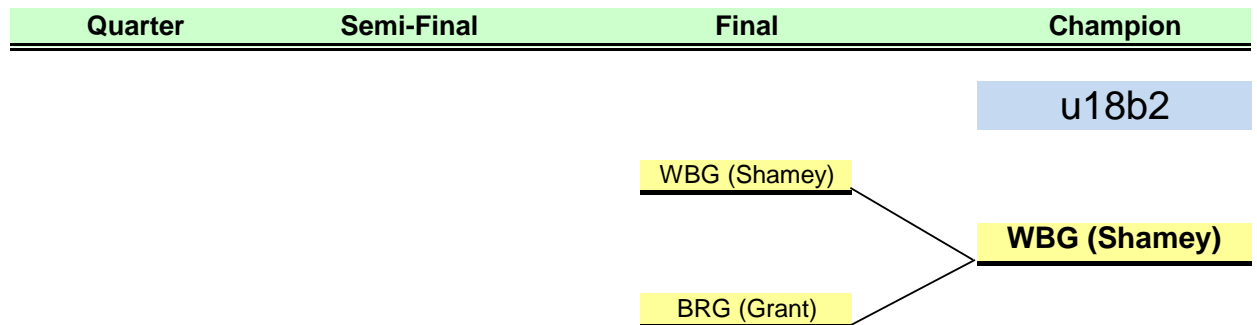 Quarter Semi-Final Final Champion
u18b2
WBG (Shamey)
WBG (Shamey)
BRG (Grant)